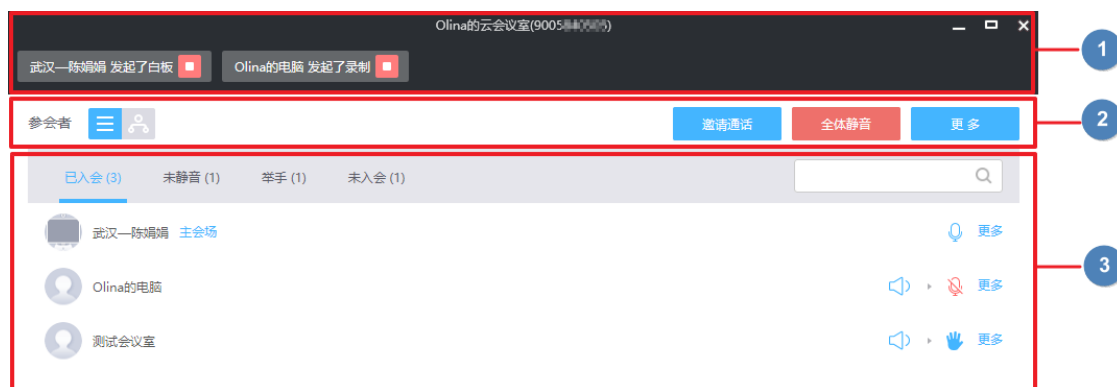 Olina的云会议室(9005
武汉—陈娟娟 发起了白板 Olina的电脑 发起了录制
1
参会者 邀请通话 全体静音 更多
2
已入会 (3) 未静音 (1) 举手 (1) 未入会 (1)
武汉—陈娟娟 主会场 更多
3
Olina的电脑 更多
测试会议室 更多